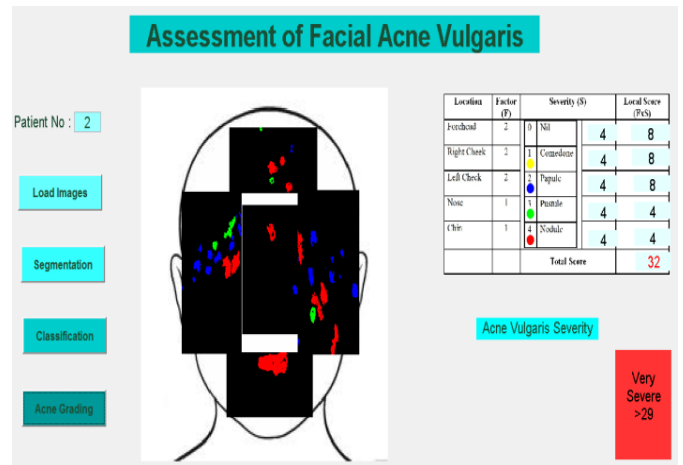 Assessment of Facial Acne Vulgaris
Patient No : 2
Load Images
Segmentation
Classification
Acne Grading
Location Factor (F) Severity (S) Local Score (FxS)
Forehead 2 0 Nil 4 8
Right Cheek 2 1 Comedone 4 8
Left Cheek 2 2 Papule 4 8
Nose 1 3 Pustule 4 4
Chin 1 4 Nodule 4 4
Total Score 32
Acne Vulgaris Severity
Very
Severe
>29